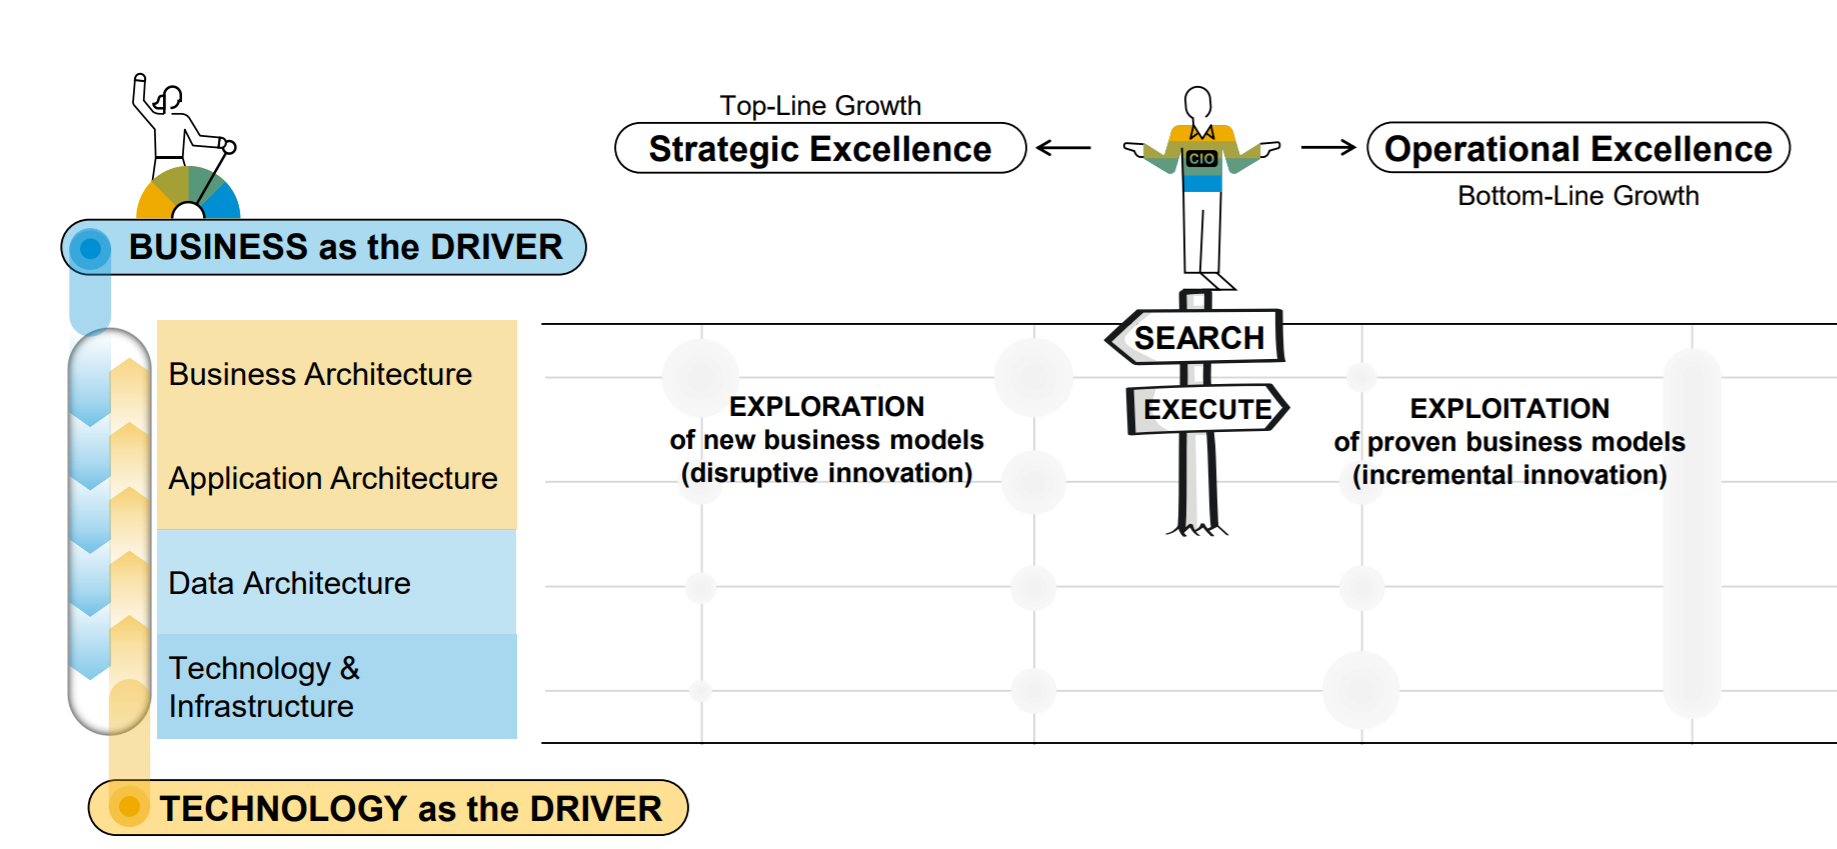 Top-Line Growth
Strategic Excellence
CIO
Operational Excellence
Bottom-Line Growth
BUSINESS as the DRIVER
Business Architecture
Application Architecture
Data Architecture
Technology &
Infrastructure
SEARCH
EXECUTE
EXPLORATION
of new business models
(disruptive innovation)
EXPLOITATION
of proven business models
(incremental innovation)
TECHNOLOGY as the DRIVER